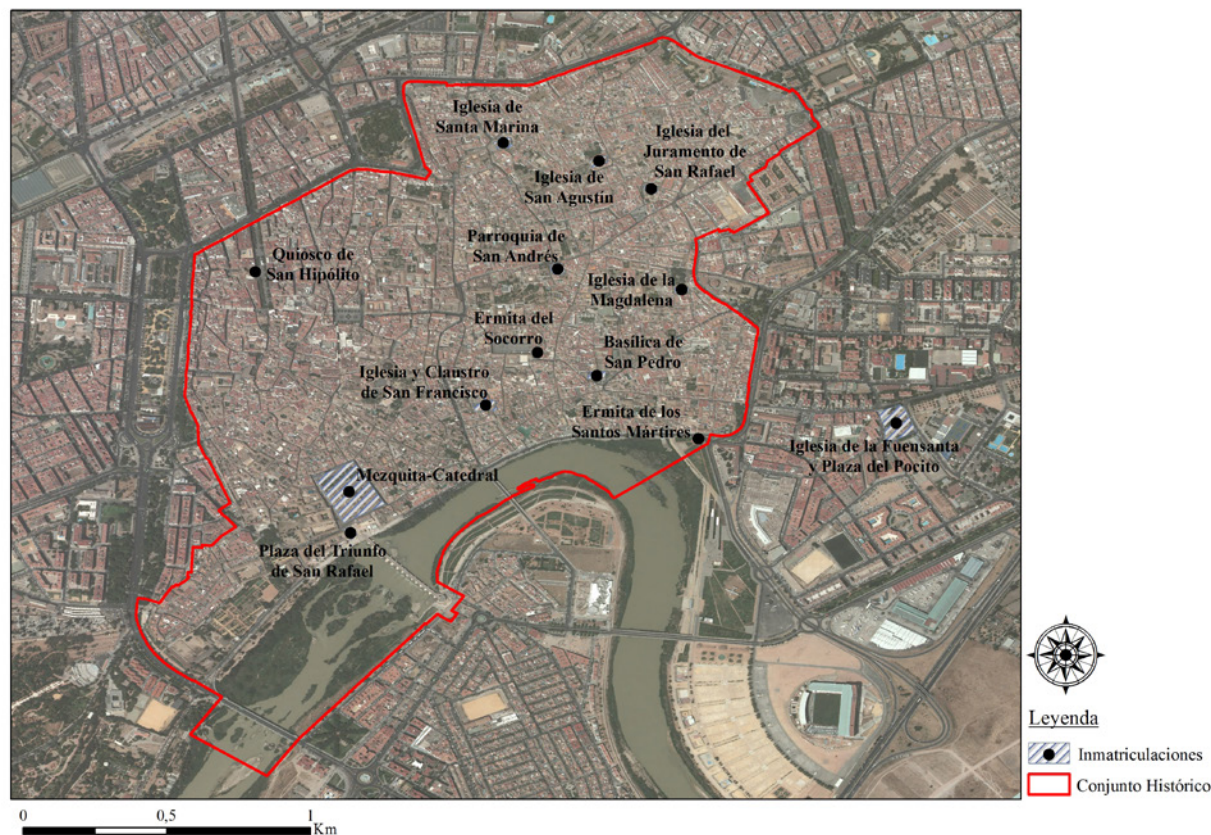 Iglesia de
Santa Marina
Iglesia del
Juramento de
San Rafael
Iglesia de
San Agustín
Parroquia de
San Andrés
Quiosco de
San Hipólito
Iglesia de la
Magdalena
Ermita del
Socorro
Basílica de
San Pedro
Iglesia y Claustro
de San Francisco
Ermita de los
Santos Mártires
Iglesia de la Fuensanta
y Plaza del Pocito
Mezquita-Catedral
Plaza del Triunfo
de San Rafael
Leyenda
Inmatriculaciones
Conjunto Histórico
0 0,5 1
Km